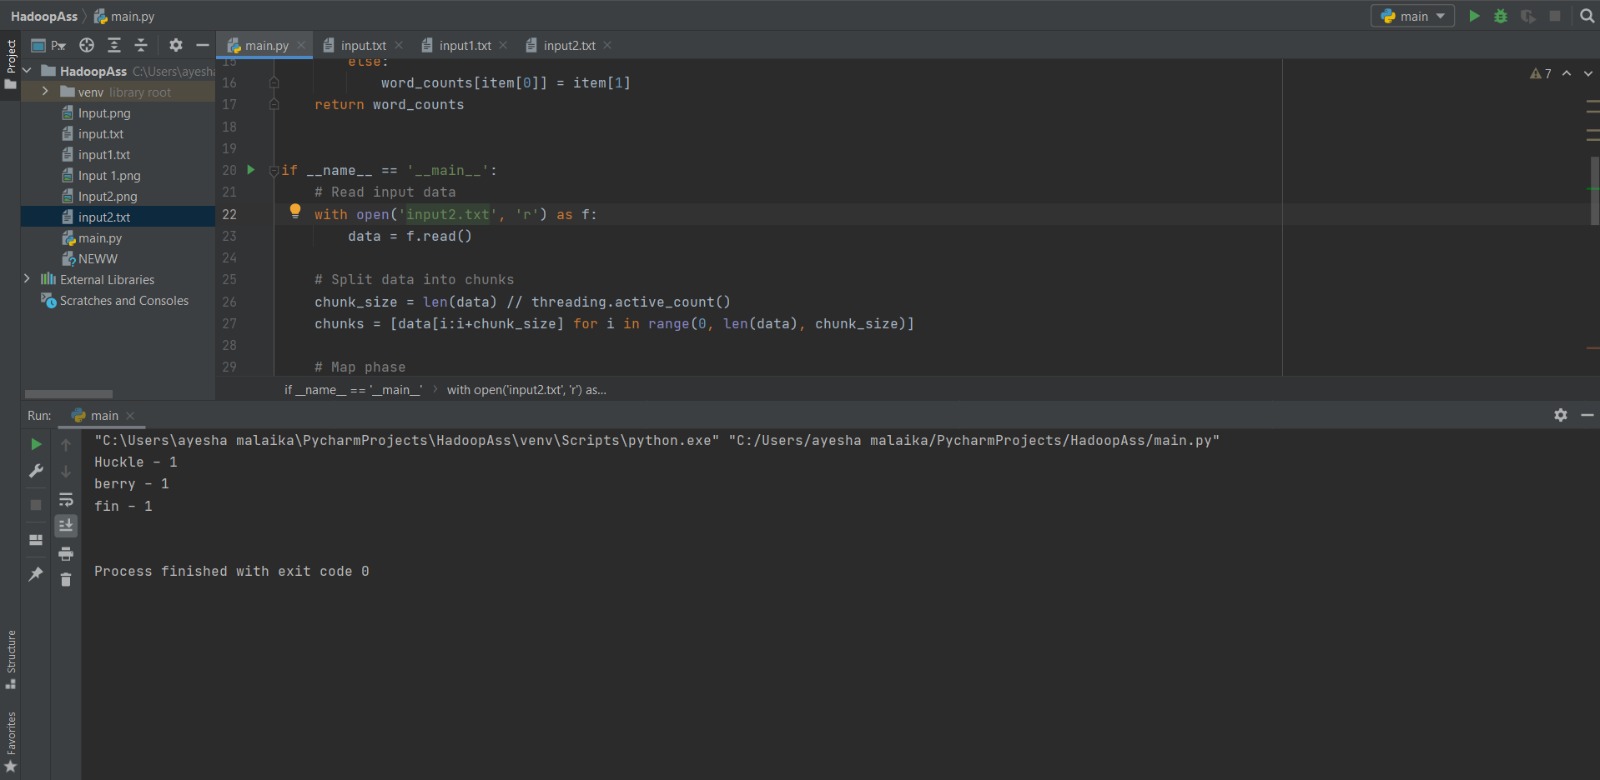 HadoopAss main.py
main
Project
P
main.py input.txt input1.txt input2.txt
HadoopAss C:\Users\ayesha
venv library root
Input.png
input.txt
input1.txt
Input 1.png
Input2.png
input2.txt
main.py
NEWW
External Libraries
Scratches and Consoles
7
15 else:
16 word_counts[item[0]] = item[1]
17 return word_counts
18
19
20 if __name__ == '__main__':
21 # Read input data
22 with open('input2.txt', 'r') as f:
23 data = f.read()
24
25 # Split data into chunks
26 chunk_size = len(data) // threading.active_count()
27 chunks = [data[i:i+chunk_size] for i in range(0, len(data), chunk_size)]
28
29 # Map phase
if __name__ == '__main__' with open('input2.txt', 'r') as...
Run: main
"C:\Users\ayesha malaika\PycharmProjects\HadoopAss\venv\Scripts\python.exe" "C:/Users/ayesha malaika/PycharmProjects/HadoopAss/main.py"
Huckle - 1
berry - 1
fin - 1
Process finished with exit code 0
Structure
Favorites